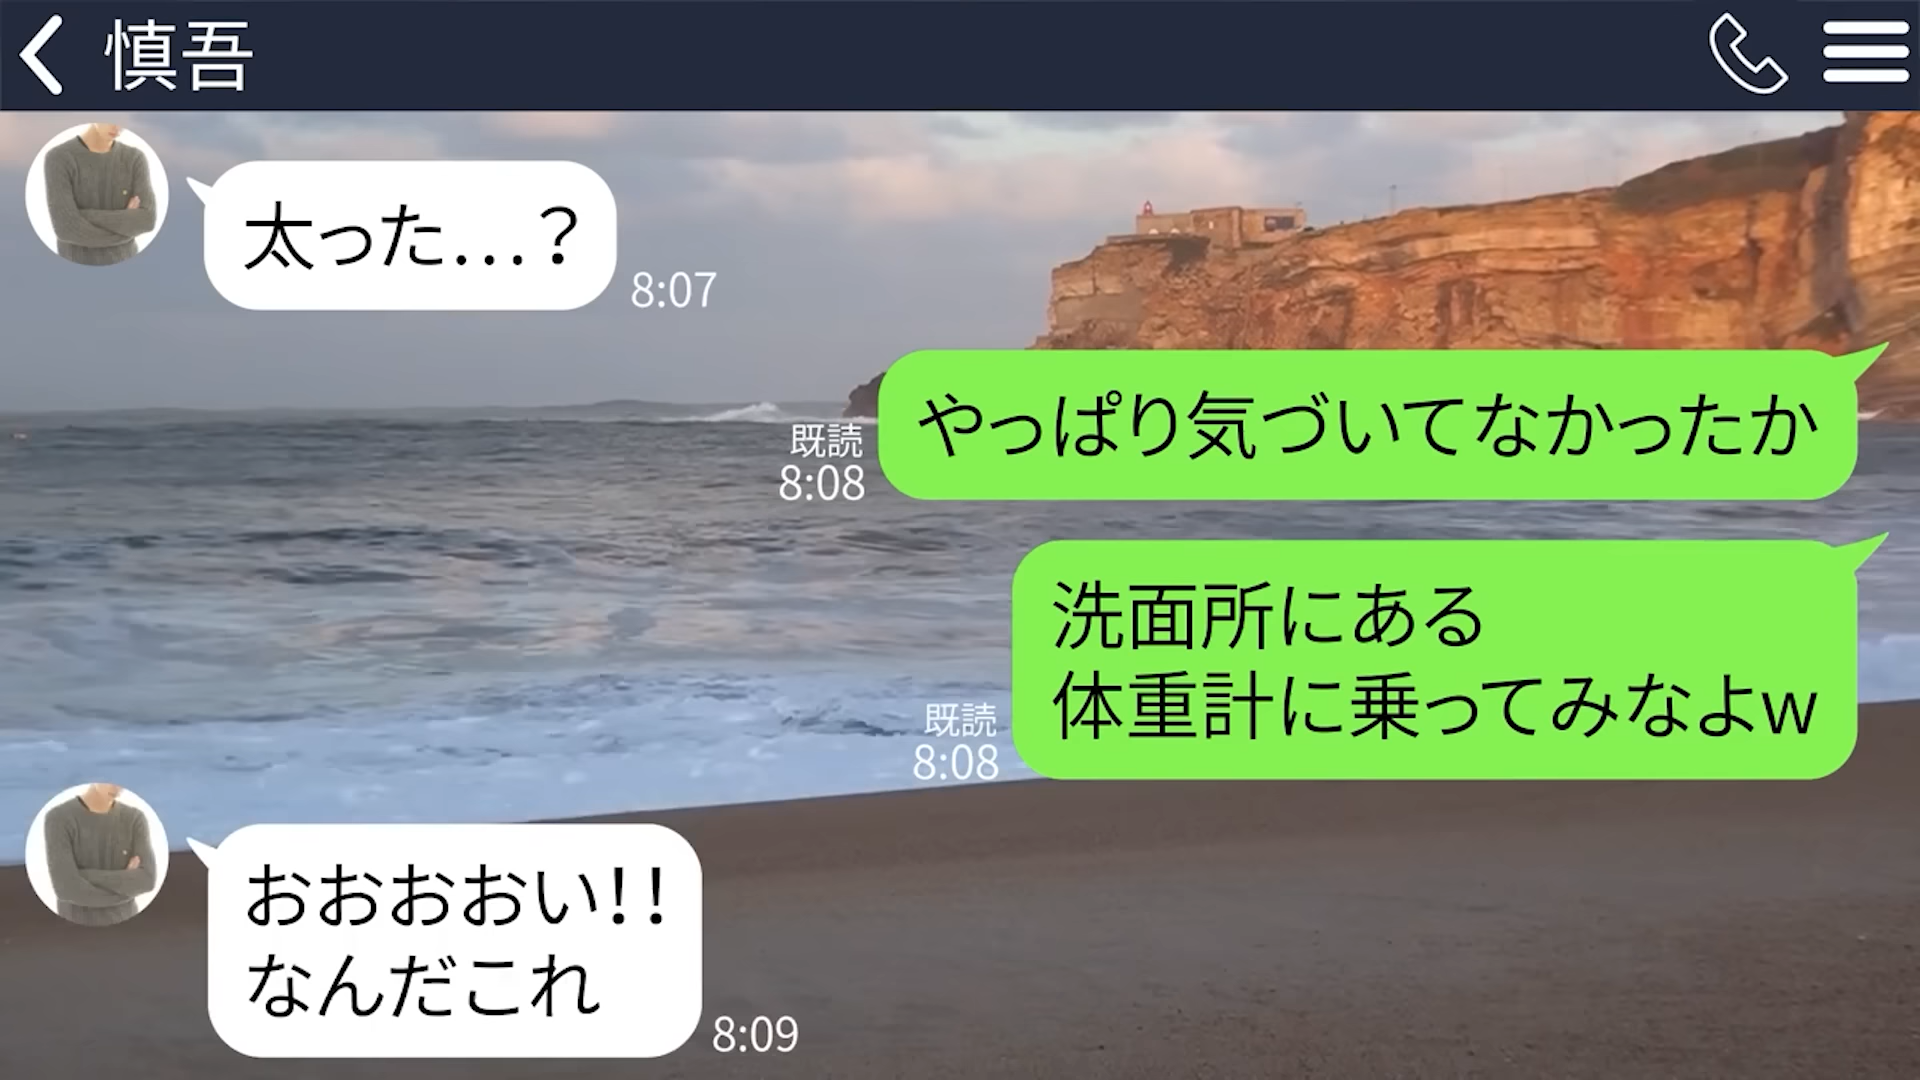 慎吾
太った…？
8:07
やっぱり気づいてなかったか
既読
8:08
洗面所にある
体重計に乗ってみなよw
既読
8:08
おおおおい！！
なんだこれ
8:09